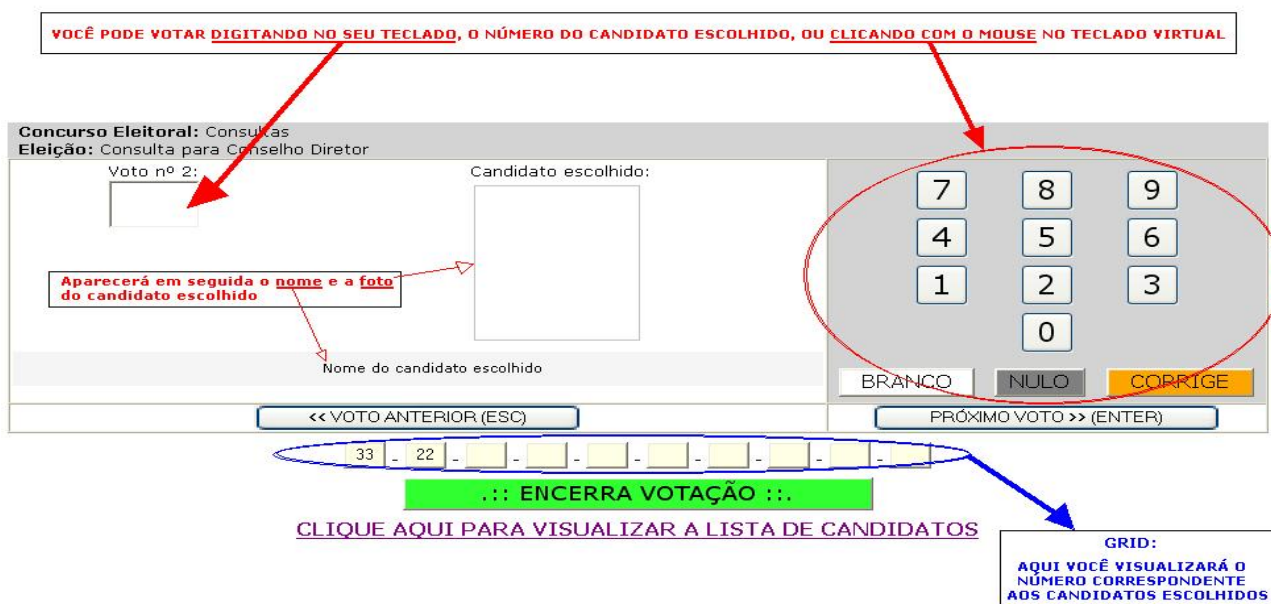 VOCÊ PODE VOTAR DIGITANDO NO SEU TECLADO, O NÚMERO DO CANDIDATO ESCOLHIDO, OU CLICANDO COM O MOUSE NO TECLADO VIRTUAL
Concurso Eleitoral: Consultas
Eleição: Consulta para Conselho Diretor
Voto nº 2:
Candidato escolhido:
Aparecerá em seguida o nome e a foto
do candidato escolhido
Nome do candidato escolhido
7 8 9
4 5 6
1 2 3
0
BRANCO NULO CORRIGE
<< VOTO ANTERIOR (ESC)
PRÓXIMO VOTO >> (ENTER)
33 - 22 - - - - - - - -
.:: ENCERRA VOTAÇÃO ::.
CLIQUE AQUI PARA VISUALIZAR A LISTA DE CANDIDATOS
GRID:
AQUI VOCÊ VISUALIZARÁ O
NÚMERO CORRESPONDENTE
AOS CANDIDATOS ESCOLHIDOS